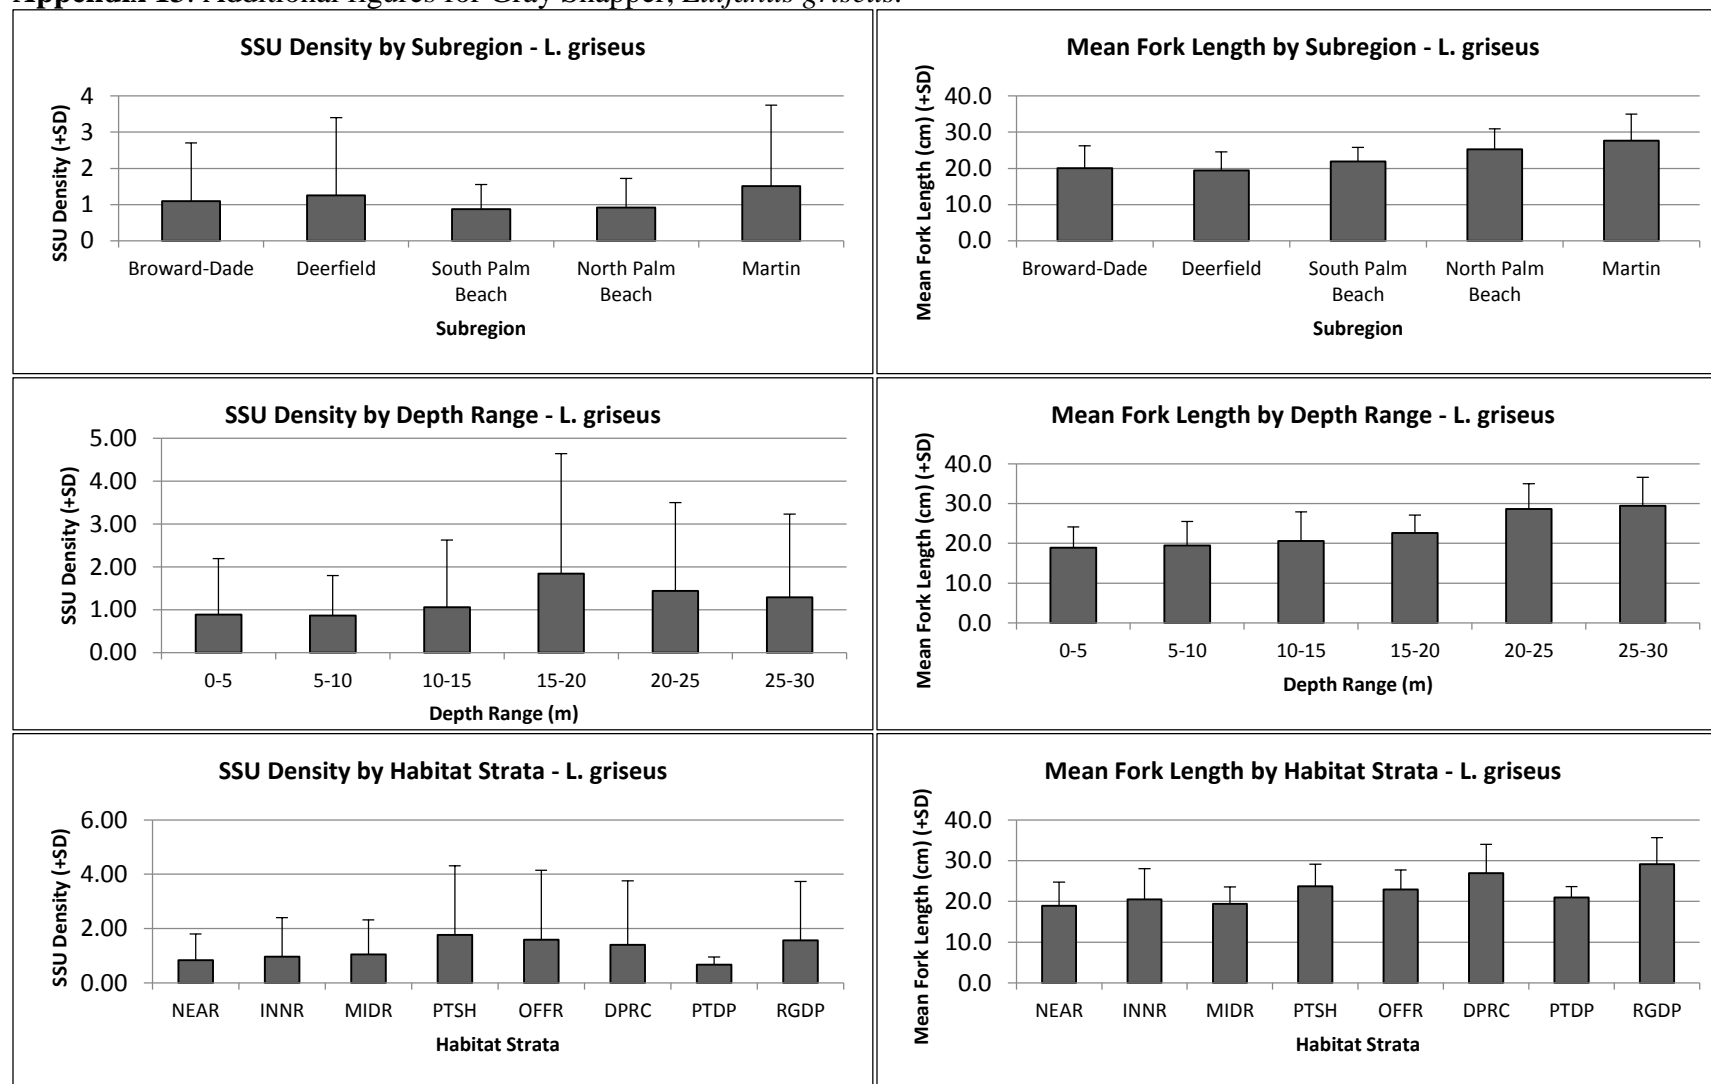 Appendix 13. Additional figures for Gray Snapper, Lutjanus griseus.
SSU Density by Subregion - L. griseus
SSU Density (+SD)
4
3
2
1
0
Broward-Dade Deerfield South Palm Beach North Palm Beach Martin
Subregion
Mean Fork Length by Subregion - L. griseus
Mean Fork Length (cm) (+SD)
40.0
30.0
20.0
10.0
0.0
Broward-Dade Deerfield South Palm Beach North Palm Beach Martin
Subregion
SSU Density by Depth Range - L. griseus
SSU Density (+SD)
5.00
4.00
3.00
2.00
1.00
0.00
0-5 5-10 10-15 15-20 20-25 25-30
Depth Range (m)
Mean Fork Length by Depth Range - L. griseus
Mean Fork Length (cm) (+SD)
40.0
30.0
20.0
10.0
0.0
0-5 5-10 10-15 15-20 20-25 25-30
Depth Range (m)
SSU Density by Habitat Strata - L. griseus
SSU Density (+SD)
6.00
4.00
2.00
0.00
NEAR INNR MIDR PTSH OFFR DPRC PTDP RGDP
Habitat Strata
Mean Fork Length by Habitat Strata - L. griseus
Mean Fork Length (cm) (+SD)
40.0
30.0
20.0
10.0
0.0
NEAR INNR MIDR PTSH OFFR DPRC PTDP RGDP
Habitat Strata